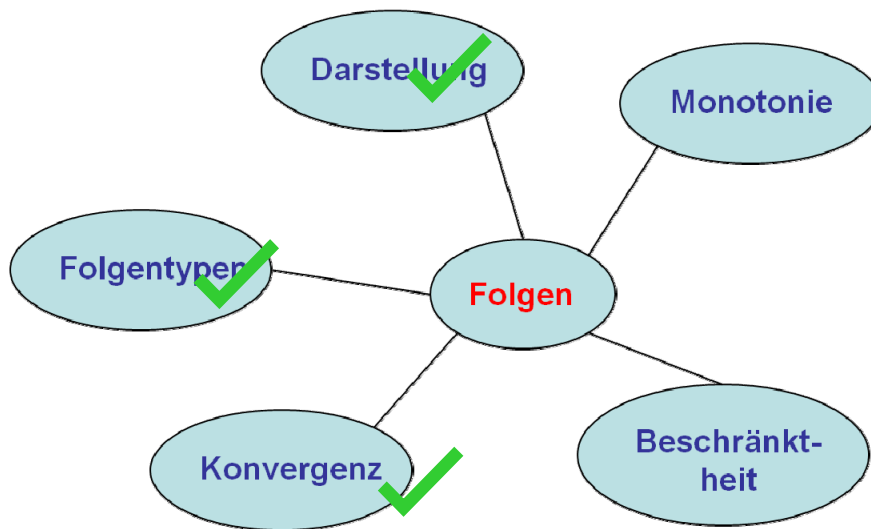 Darstellung
Monotonie
Folgentypen
Folgen
Konvergenz
Beschränkt-
heit